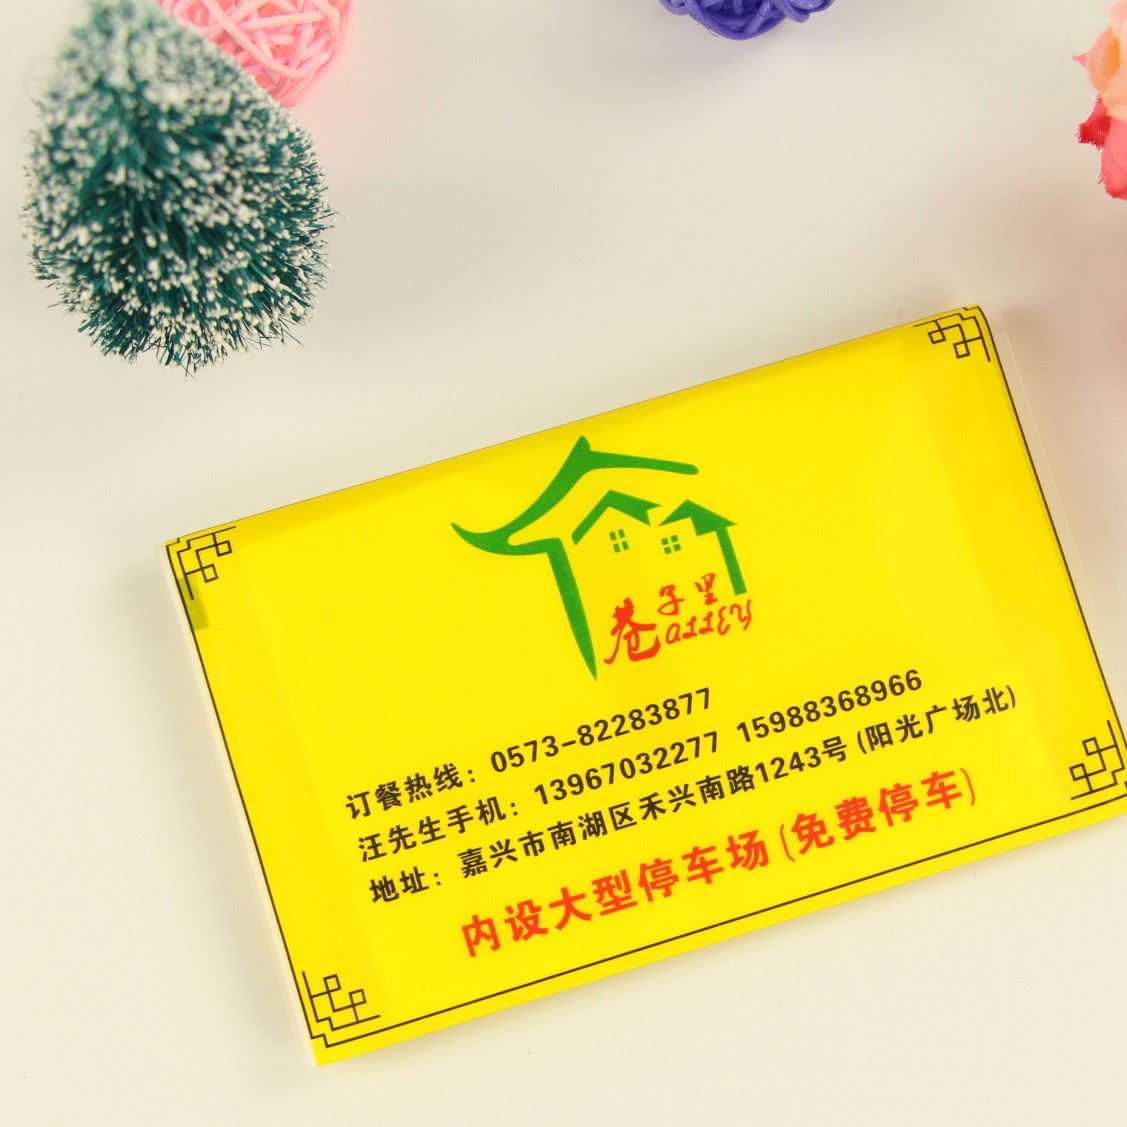 巷子里
ALLEY
订餐热线：0573-82283877
汪先生手机：13967032277 15988368966
地址：嘉兴市南湖区禾兴南路1243号(阳光广场北)
内设大型停车场(免费停车)